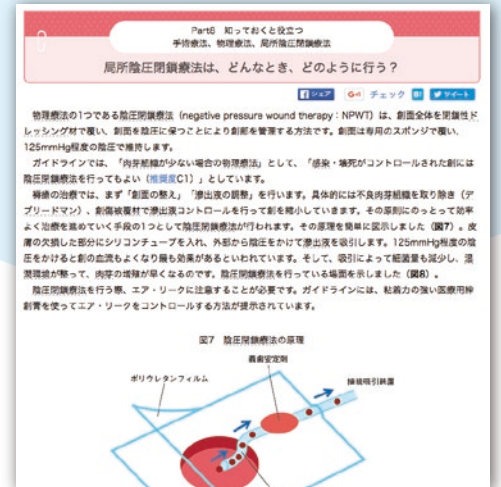 Part8 知っておくと役立つ
手術療法、物理療法、局所陰圧閉鎖療法
局所陰圧閉鎖療法は、どんなとき、どのように行う？
シェア G+1 チェック B! ツイート
物理療法の1つである陰圧閉鎖療法（negative pressure wound therapy：NPWT）は、創面全体を閉鎖性ド
レッシング材で覆い、創面を陰圧に保つことにより創部を管理する方法です。創面は専用のスポンジで覆い、
125mmHg程度の陰圧で維持します。
ガイドラインでは、「肉芽組織が少ない場合の物理療法」として、「感染・壊死がコントロールされた創には
陰圧閉鎖療法を行ってもよい（推奨度C1）」としています。
褥瘡の治療では、まず「創面の整え」「滲出液の調整」を行います。具体的には不良肉芽組織を取り除き（デ
ブリードマン）、創傷被覆材で滲出液コントロールを行って創を縮小していきます。その原則にのっとって効率
よく治療を進めていく手段の1つとして陰圧閉鎖療法が行われます。その原理を簡単に図示しました（図7）。皮
膚の欠損した部分にシリコンチューブを入れ、外部から陰圧をかけて滲出液を吸引します。125mmHg程度の陰
圧をかけると創の血流もよくなり最も効果があるといわれています。そして、吸引によって細菌量も減少し、湿
潤環境が整って、肉芽の増殖が早くなるのです。陰圧閉鎖療法を行っている場面を示しました（図8）。
陰圧閉鎖療法を行う際、エア・リークに注意することが必要です。ガイドラインには、粘着力の強い医療用絆
創膏を使ってエア・リークをコントロールする方法が提示されています。
図7 陰圧閉鎖療法の原理
義歯安定剤
ポリウレタンフィルム
接続吸引装置